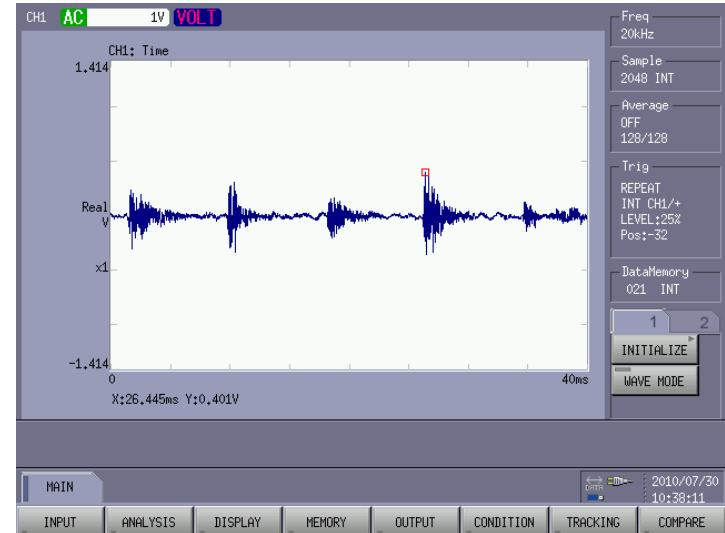 CH1 AC 1V VOLT
CH1: Time
1.414
Real
V
x1
-1.414
0
40ms
X:26.445ms Y:0.401V
Freq
20kHz
Sample
2048 INT
Average
OFF
128/128
Trig
REPEAT
INT CH1/+
LEVEL:25%
Pos:-32
DataMemory
021 INT
1 2
INITIALIZE
WAVE MODE
MAIN
DATA
2010/07/30
10:38:11
INPUT ANALYSIS DISPLAY MEMORY OUTPUT CONDITION TRACKING COMPARE